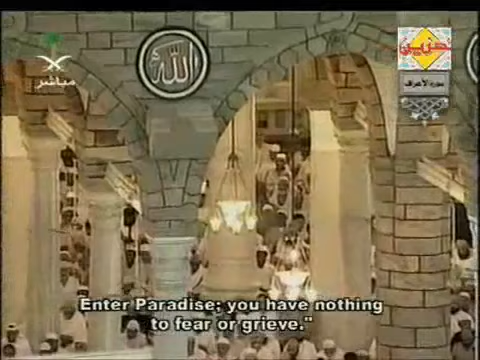 الله
مباشر
سورة الأعراف
Enter Paradise; you have nothing
to fear or grieve."